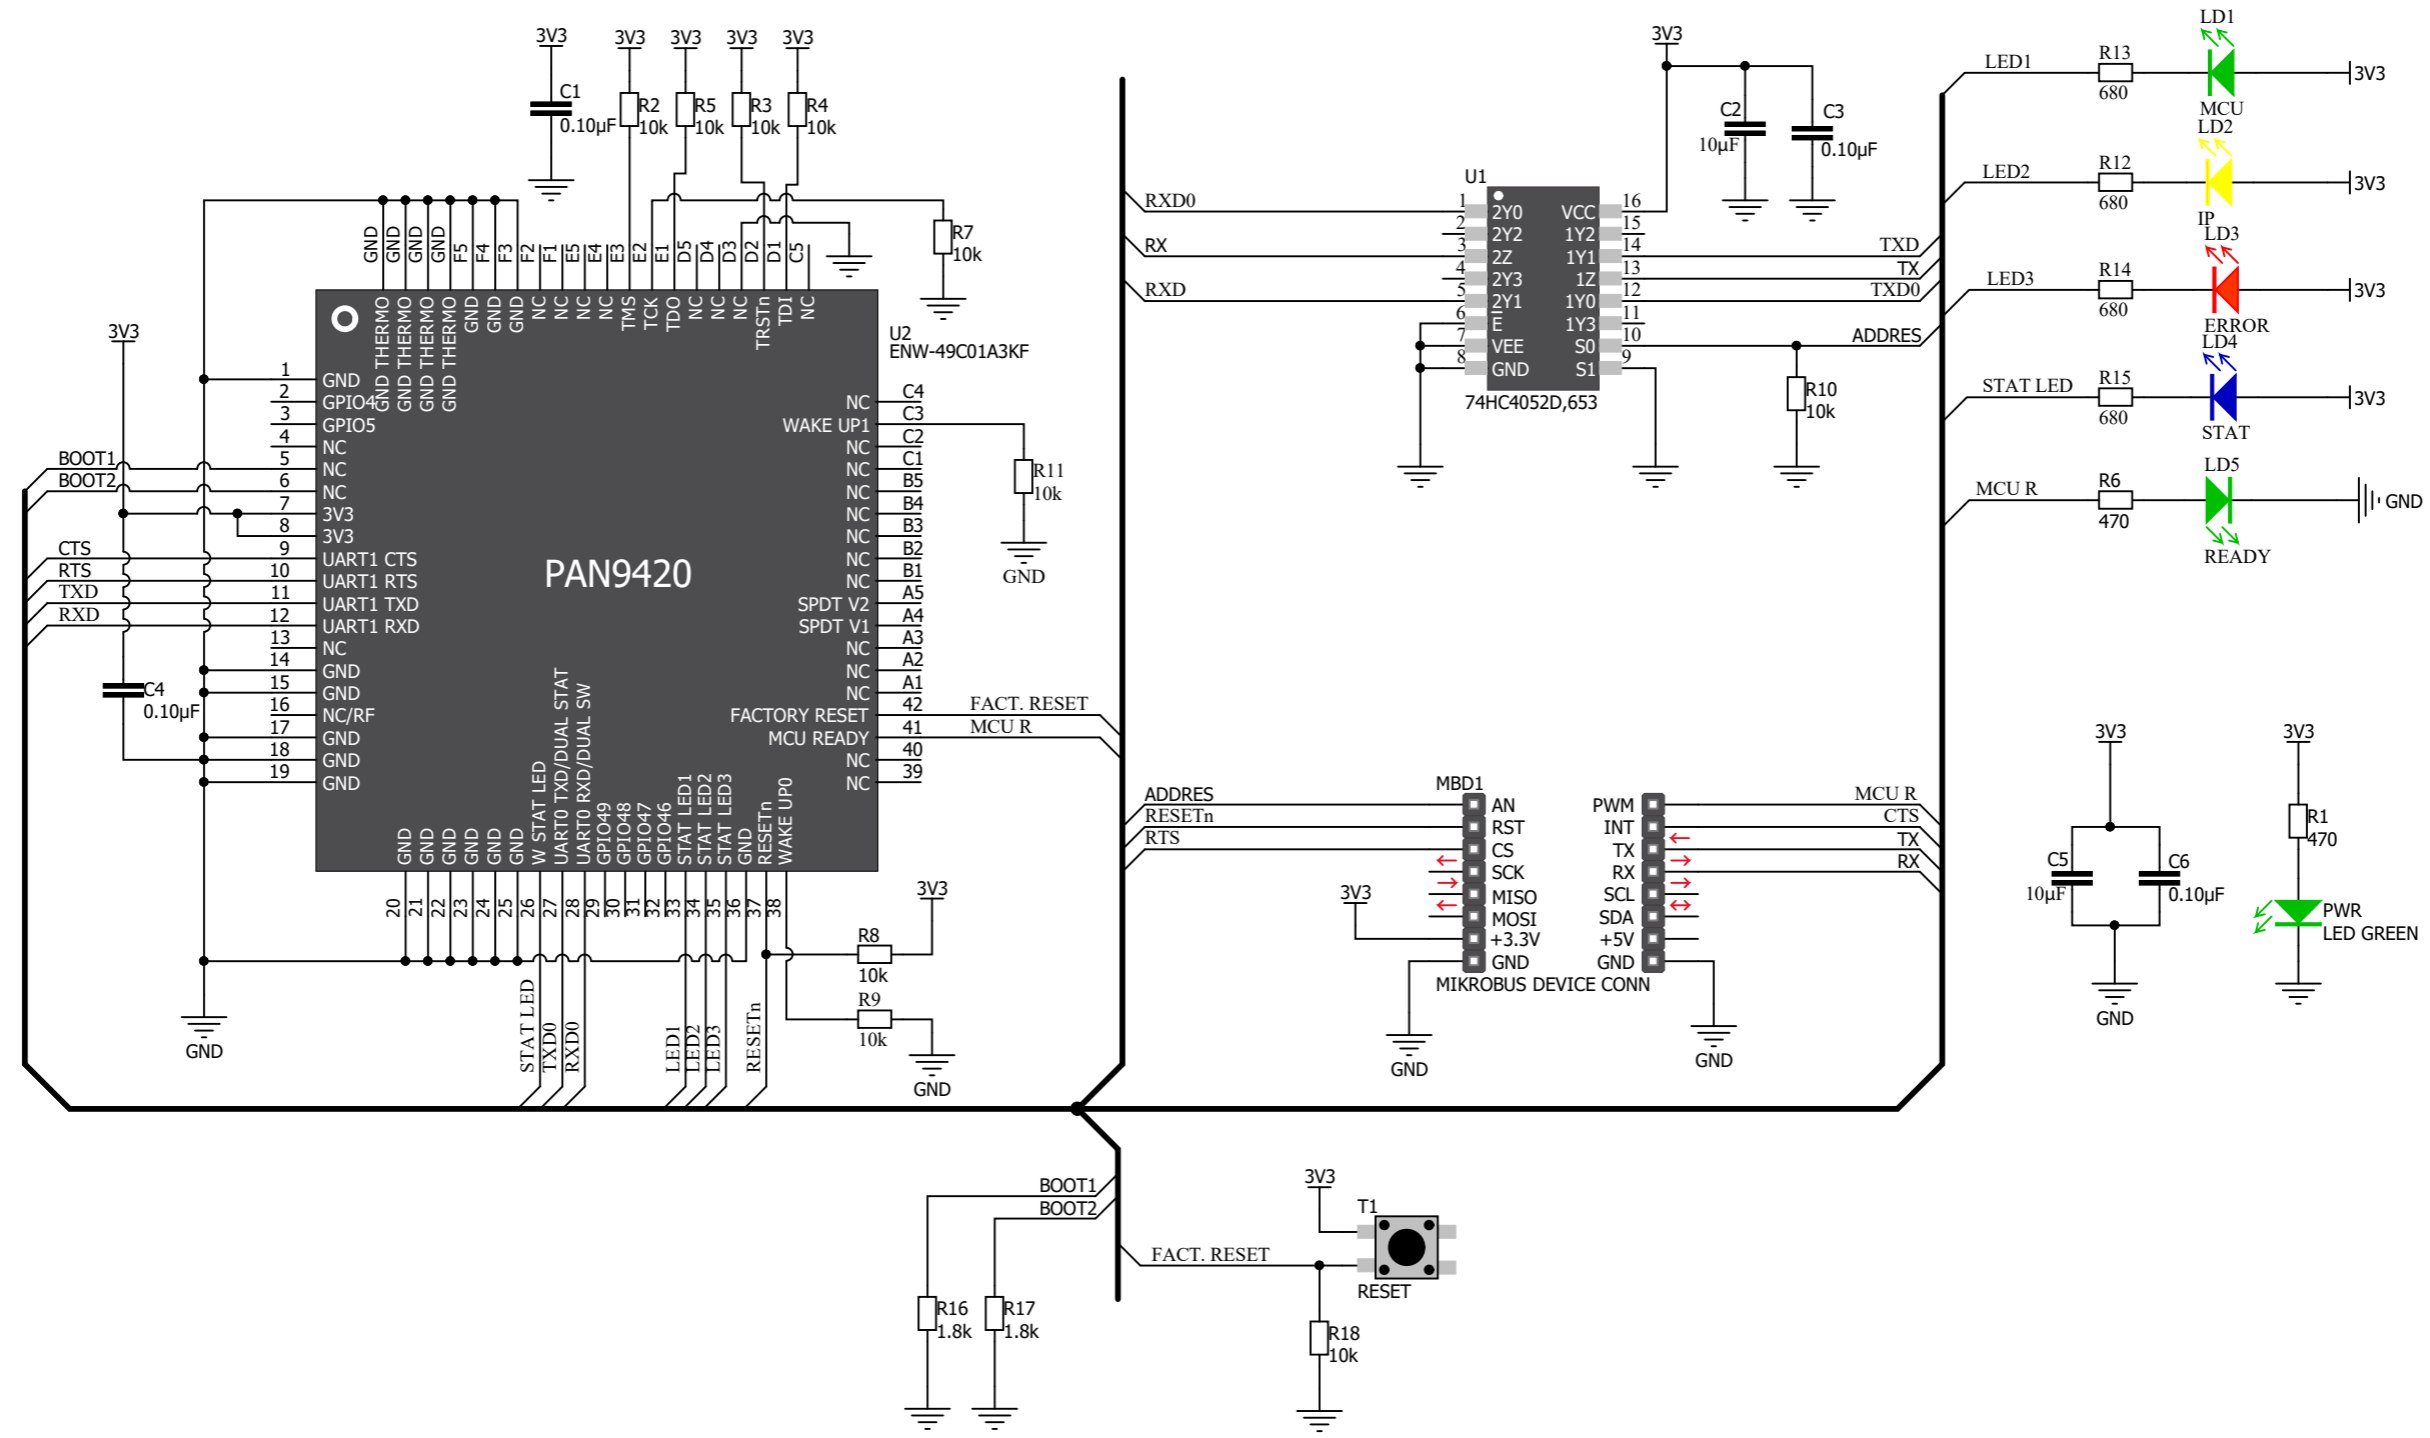 3V3 3V3 3V3 3V3 3V3
C1
0.10µF
R2
10k
R5
10k
R3
10k
R4
10k
R7
10k
GND GND GND GND F5 F4 F3 F2 F1 E5 E4 E3 E2 E1 D5 D4 D3 D2 D1 C5
GND THERMO GND THERMO GND THERMO GND THERMO GND GND GND NC NC NC NC TMS TCK TDO NC NC NC TRSTn TDI NC
U2
ENW-49C01A3KF
PAN9420
3V3
1 GND
2 GPIO4
3 GPIO5
4 NC
BOOT1 5 NC
BOOT2 6 NC
7 3V3
8 3V3
CTS 9 UART1 CTS
RTS 10 UART1 RTS
TXD 11 UART1 TXD
RXD 12 UART1 RXD
13 NC
14 GND
15 GND
16 NC/RF
17 GND
18 GND
19 GND
C4
0.10µF
NC C4
WAKE UP1 C3
NC C2
NC C1
NC B5
NC B4
NC B3
NC B2
NC B1
SPDT V2 A5
SPDT V1 A4
NC A3
NC A2
NC A1
FACTORY RESET 42 FACT. RESET
MCU READY 41 MCU R
NC 40
NC 39
R11
10k
GND
GND GND GND GND GND GND W STAT LED UART0 TXD/DUAL STAT UART0 RXD/DUAL SW GPIO49 GPIO48 GPIO47 GPIO46 STAT LED1 STAT LED2 STAT LED3 GND RESETn WAKE UP0
20 21 22 23 24 25 26 27 28 29 30 31 32 33 34 35 36 37 38
STAT LED TXD0 RXD0 LED1 LED2 LED3 RESETn
GND
3V3
R8
10k
R9
10k
GND
3V3
C2
10µF
C3
0.10µF
U1
RXD0 1 2Y0 VCC 16
2 2Y2 1Y2 15
RX 3 2Z 1Y1 14 TXD
4 2Y3 1Z 13 TX
RXD 5 2Y1 1Y0 12 TXD0
6 E 1Y3 11
7 VEE S0 10 ADDRES
8 GND S1 9
74HC4052D,653
R10
10k
LD1
LED1 R13 680 3V3
MCU
LD2
LED2 R12 680 3V3
IP
LD3
LED3 R14 680 3V3
ERROR
LD4
STAT LED R15 680 3V3
STAT
LD5
MCU R R6 470 GND
READY
MBD1
ADDRES AN PWM MCU R
RESETn RST INT CTS
RTS CS TX TX
SCK RX RX
MISO SCL
MOSI SDA
3V3 +3.3V +5V
GND GND
MIKROBUS DEVICE CONN
GND GND
3V3
C5
10µF
C6
0.10µF
GND
3V3
R1
470
PWR
LED GREEN
BOOT1
BOOT2
R16
1.8k
R17
1.8k
3V3
T1
FACT. RESET
RESET
R18
10k